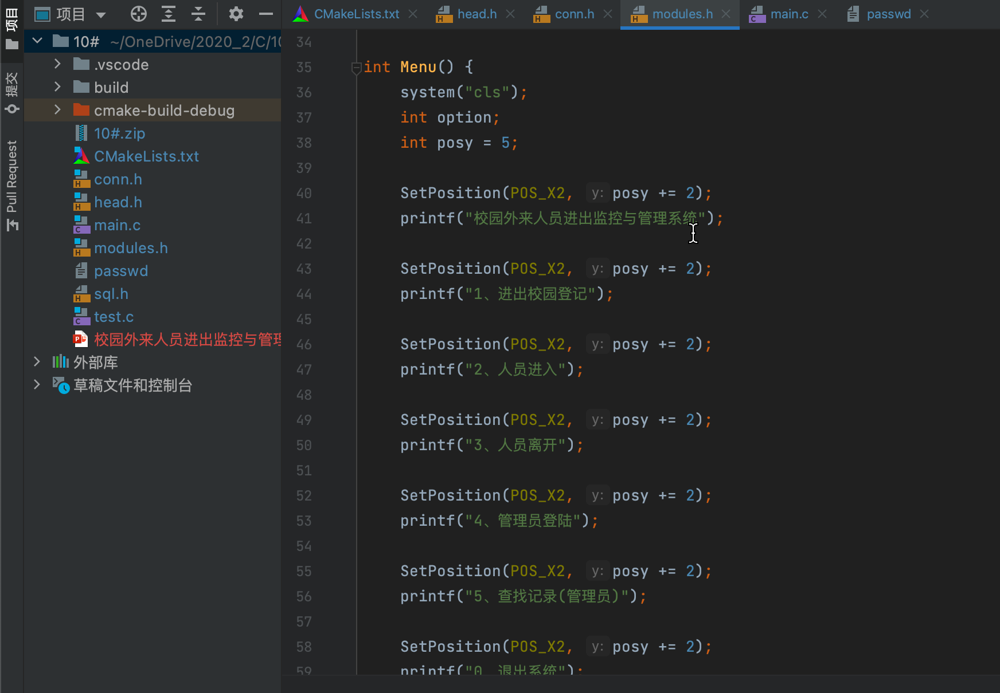 项目
CMakeLists.txt
head.h
conn.h
modules.h
main.c
passwd
项目
提交
Pull Request
10# ~/OneDrive/2020_2/C/10
.vscode
build
cmake-build-debug
10#.zip
CMakeLists.txt
conn.h
head.h
main.c
modules.h
passwd
sql.h
test.c
校园外来人员进出监控与管理
外部库
草稿文件和控制台
34
35 int Menu() {
36 system("cls");
37 int option;
38 int posy = 5;
39
40 SetPosition(POS_X2, y: posy += 2);
41 printf("校园外来人员进出监控与管理系统");
42
43 SetPosition(POS_X2, y: posy += 2);
44 printf("1、进出校园登记");
45
46 SetPosition(POS_X2, y: posy += 2);
47 printf("2、人员进入");
48
49 SetPosition(POS_X2, y: posy += 2);
50 printf("3、人员离开");
51
52 SetPosition(POS_X2, y: posy += 2);
53 printf("4、管理员登陆");
54
55 SetPosition(POS_X2, y: posy += 2);
56 printf("5、查找记录(管理员)");
57
58 SetPosition(POS_X2, y: posy += 2);
59 printf("0、退出系统");